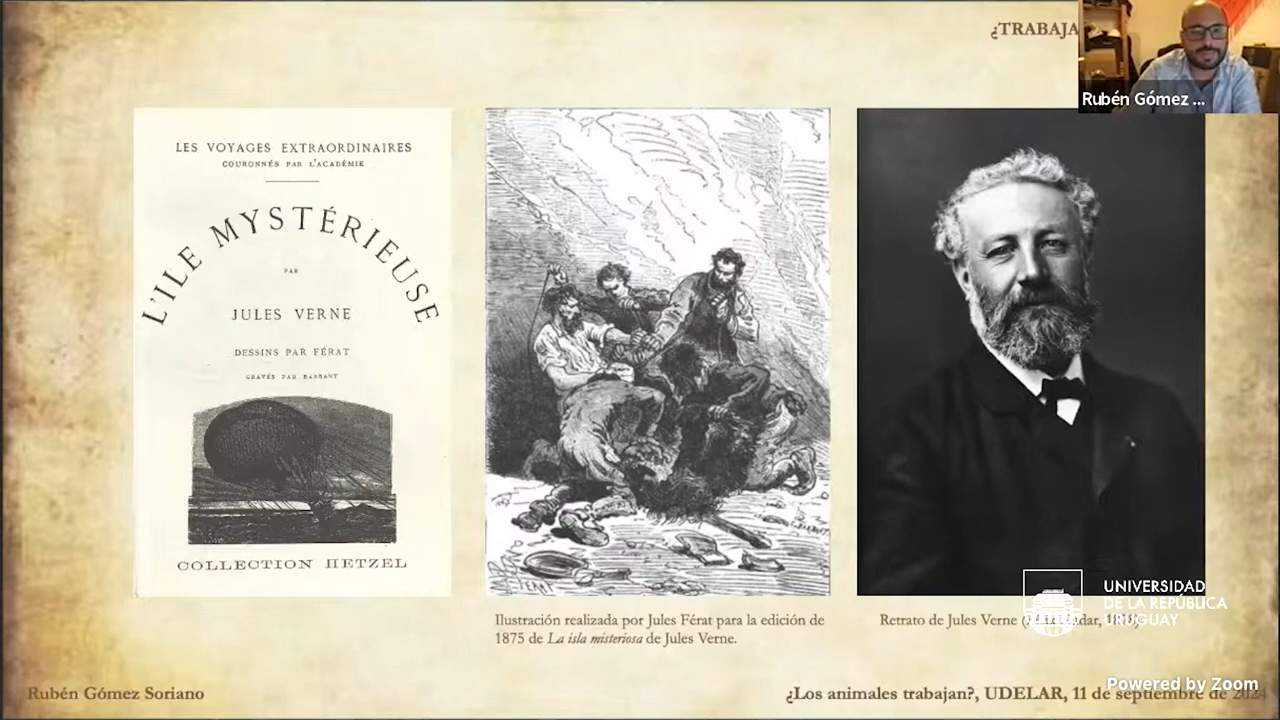 ¿TRABAJA
Rubén Gómez ...
LES VOYAGES EXTRAORDINAIRES
COURONNÉS PAR L'ACADÉMIE
L'ILE MYSTÉRIEUSE
PAR
JULES VERNE
DESSINS PAR FÉRAT
GRAVÉS PAR BARBANT
COLLECTION HETZEL
Ilustración realizada por Jules Férat para la edición de
1875 de La isla misteriosa de Jules Verne.
Retrato de Jules Verne
UNIVERSIDAD
DE LA REPÚBLICA
URUGUAY
Powered by Zoom
Rubén Gómez Soriano
¿Los animales trabajan?, UDELAR, 11 de septiembre de 2024